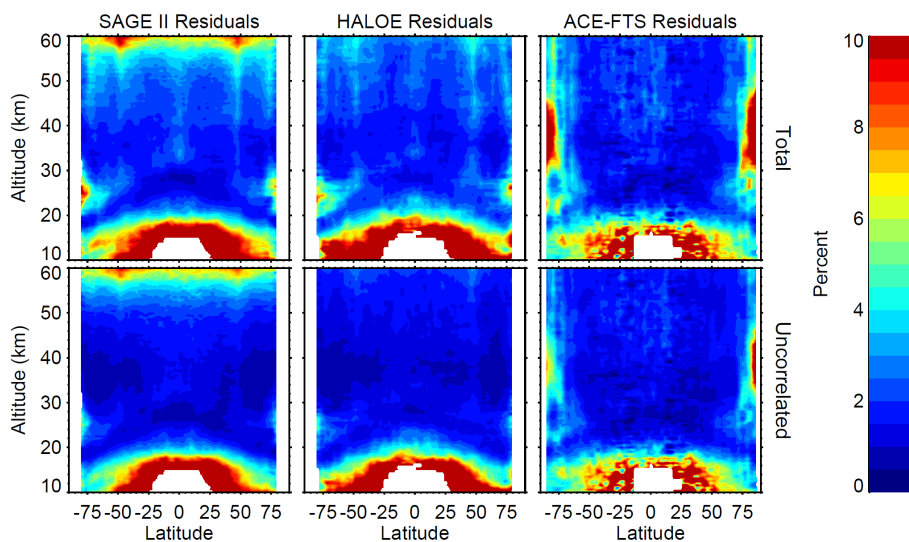 SAGE II Residuals HALOE Residuals ACE-FTS Residuals
60
50
40
30
20
10
Altitude (km)
Total
60
50
40
30
20
10
Altitude (km)
Uncorrelated
-75 -50 -25 0 25 50 75
Latitude
-75 -50 -25 0 25 50 75
Latitude
-75 -50 -25 0 25 50 75
Latitude
10
8
6
4
2
0
Percent